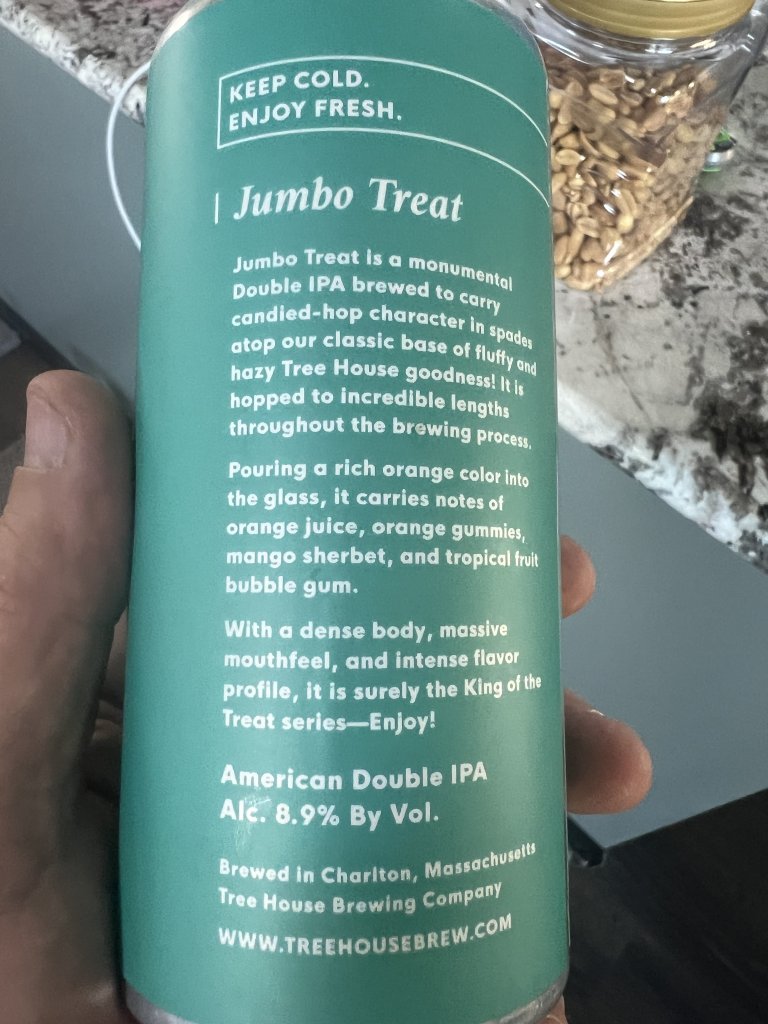 KEEP COLD.
ENJOY FRESH.
Jumbo Treat
Jumbo Treat is a monumental
Double IPA brewed to carry
candied-hop character in spades
atop our classic base of fluffy and
hazy Tree House goodness! It is
hopped to incredible lengths
throughout the brewing process.
Pouring a rich orange color into
the glass, it carries notes of
orange juice, orange gummies,
mango sherbet, and tropical fruit
bubble gum.
With a dense body, massive
mouthfeel, and intense flavor
profile, it is surely the King of the
Treat series—Enjoy!
American Double IPA
Alc. 8.9% By Vol.
Brewed in Charlton, Massachusetts
Tree House Brewing Company
WWW.TREEHOUSEBREW.COM